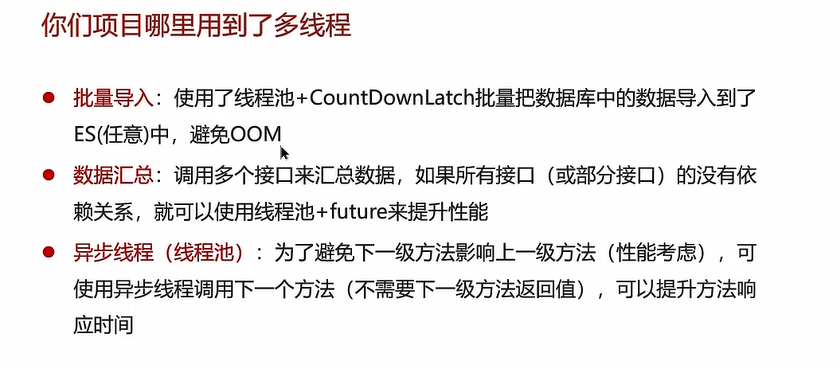 你们项目哪里用到了多线程
批量导入：使用了线程池+CountDownLatch批量把数据库中的数据导入到了
ES(任意)中，避免OOM
数据汇总：调用多个接口来汇总数据，如果所有接口（或部分接口）的没有依
赖关系，就可以使用线程池+future来提升性能
异步线程（线程池）：为了避免下一级方法影响上一级方法（性能考虑），可
使用异步线程调用下一个方法（不需要下一级方法返回值），可以提升方法响
应时间